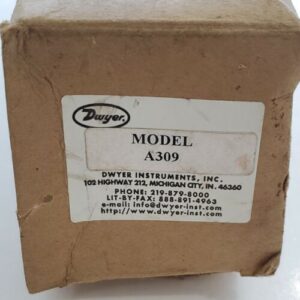 Dwyer.
MODEL
A309
DWYER INSTRUMENTS, INC.
102 HIGHWAY 212, MICHIGAN CITY, IN. 46360
PHONE: 219-879-8000
LIT-BY-FAX: 888-891-4963
e-mail: info@dwyer-inst.com
http://www.dwyer-inst.com